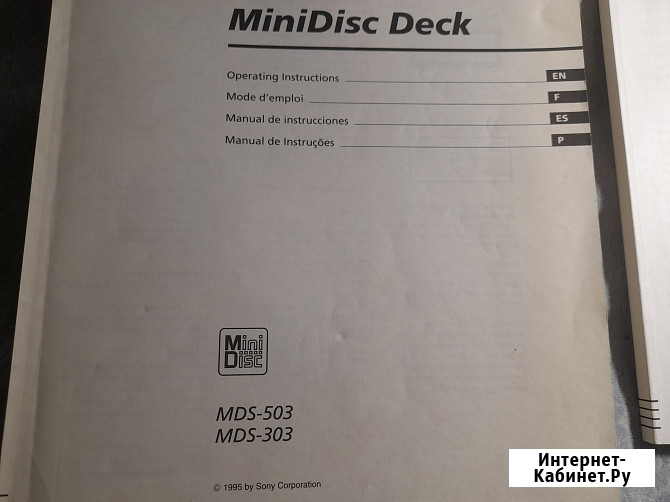 MiniDisc Deck
Operating Instructions EN
Mode d'emploi F
Manual de instrucciones ES
Manual de Instruções P
Mini
Disc
MDS-503
MDS-303
© 1995 by Sony Corporation
Интернет-
Кабинет.Ру